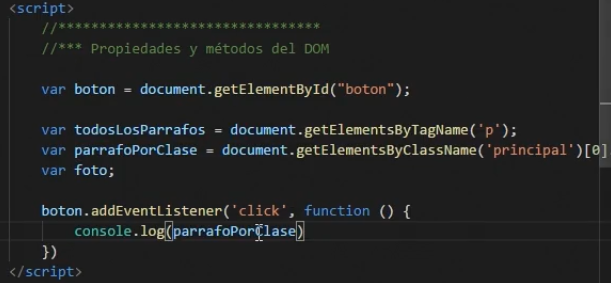 <script>
//********************************
//*** Propiedades y métodos del DOM
var boton = document.getElementById("boton");
var todosLosParrafos = document.getElementsByTagName('p');
var parrafoPorClase = document.getElementsByClassName('principal')[0]
var foto;
boton.addEventListener('click', function () {
console.log(parrafoPorClase)
})
</script>